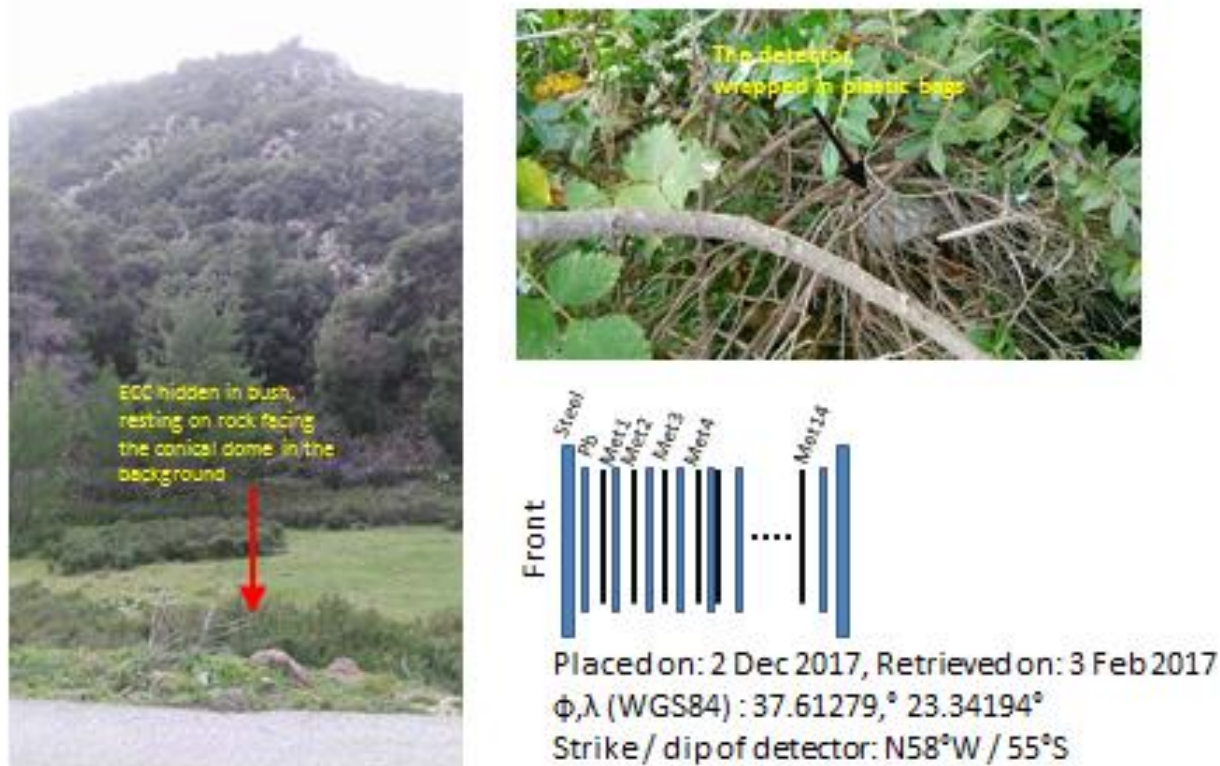 ECC hidden in bush,
resting on rock facing
the conical dome in the
background
The detector
wrapped in plastic bags
Front
Steel
Pb
Met1
Met2
Met3
Met4
Met14
Placed on: 2 Dec 2017, Retrieved on: 3 Feb 2017
Φ,λ (WGS84) : 37.61279,° 23.34194°
Strike / dip of detector: N58°W / 55°S